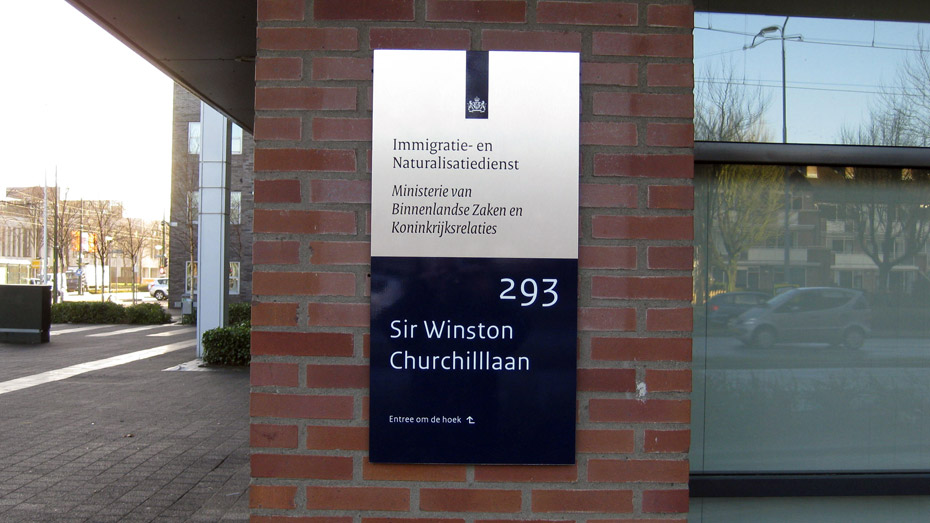 Immigratie- en
Naturalisatiedienst
Ministerie van
Binnenlandse Zaken en
Koninkrijksrelaties
293
Sir Winston
Churchilllaan
Entree om de hoek